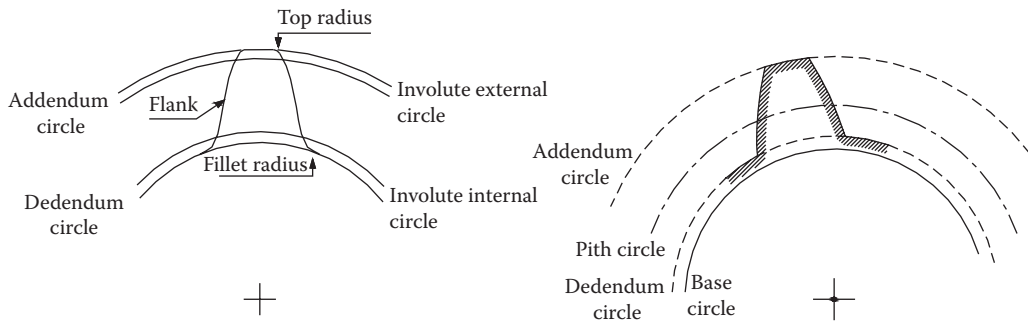 Top radius
Addendum
circle
Flank
Involute external
circle
Fillet radius
Dedendum
circle
Involute internal
circle
Addendum
circle
Pith circle
Dedendum
circle
Base
circle